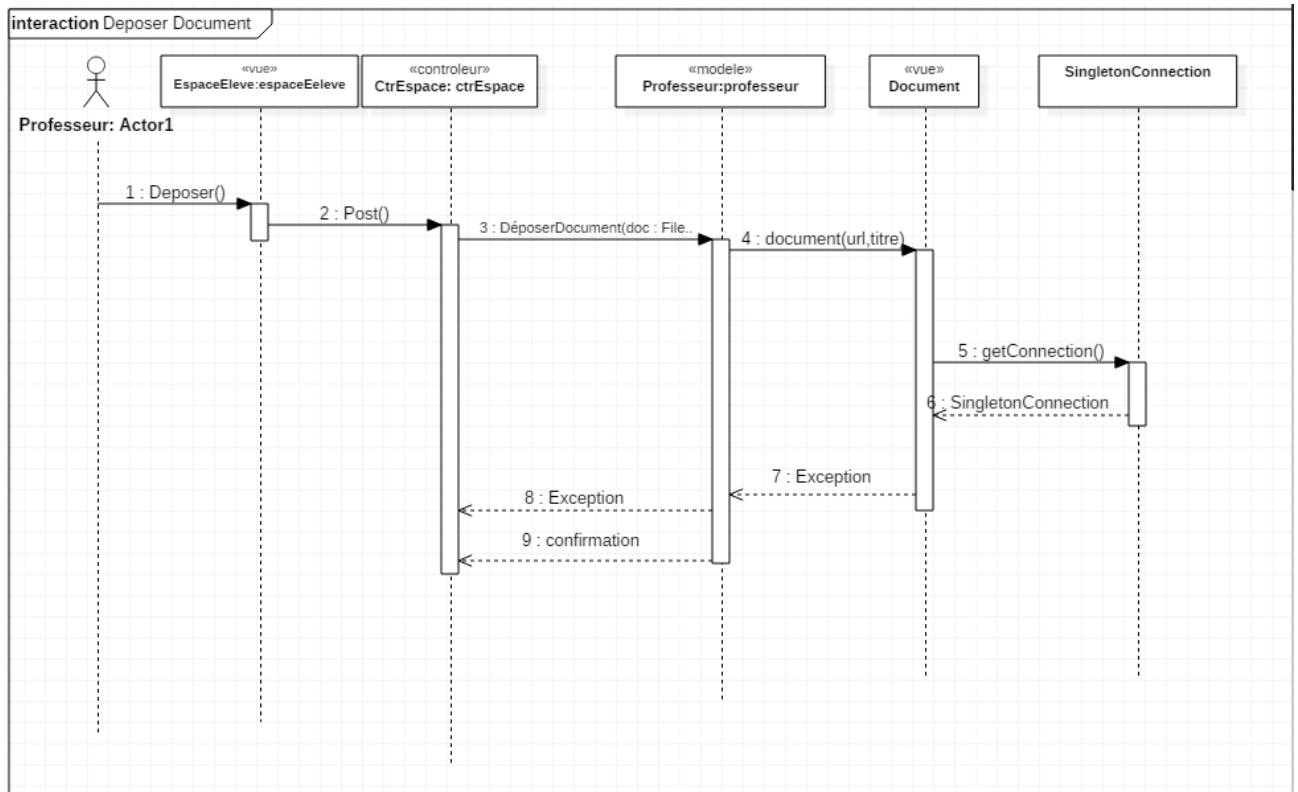 interaction Deposer Document
«vue»
EspaceEleve:espaceEeleve
«controleur»
CtrEspace: ctrEspace
«modele»
Professeur:professeur
«vue»
Document
SingletonConnection
Professeur: Actor1
1 : Deposer()
2 : Post()
3 : DéposerDocument(doc : File..
4 : document(url,titre)
5 : getConnection()
6 : SingletonConnection
7 : Exception
8 : Exception
9 : confirmation